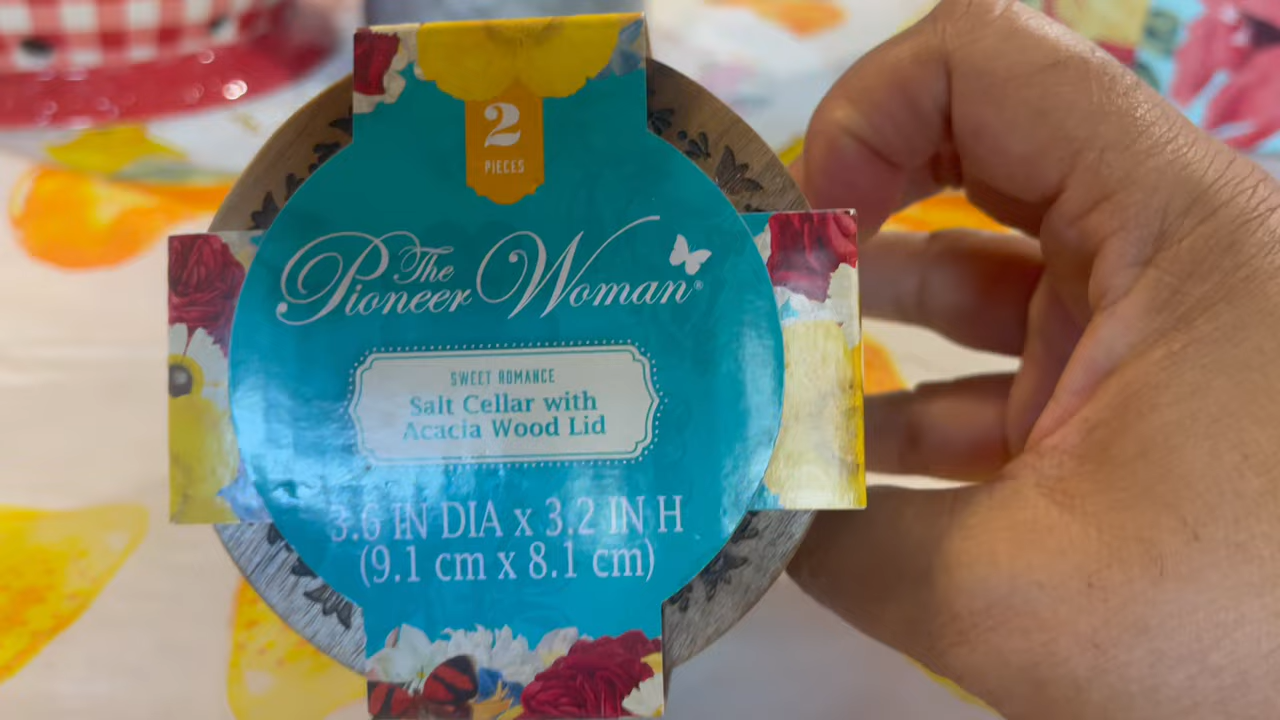 2
PIECES
The
Pioneer Woman®
SWEET ROMANCE
Salt Cellar with
Acacia Wood Lid
3.6 IN DIA x 3.2 IN H
(9.1 cm x 8.1 cm)